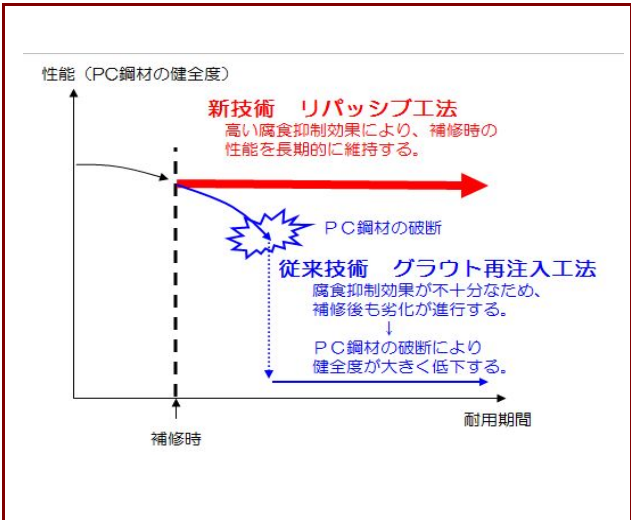 性能（PC鋼材の健全度）
新技術　リパッシブ工法
高い腐食抑制効果により、補修時の
性能を長期的に維持する。
ＰＣ鋼材の破断
従来技術　グラウト再注入工法
腐食抑制効果が不十分なため、
補修後も劣化が進行する。
↓
ＰＣ鋼材の破断により
健全度が大きく低下する。
耐用期間
補修時